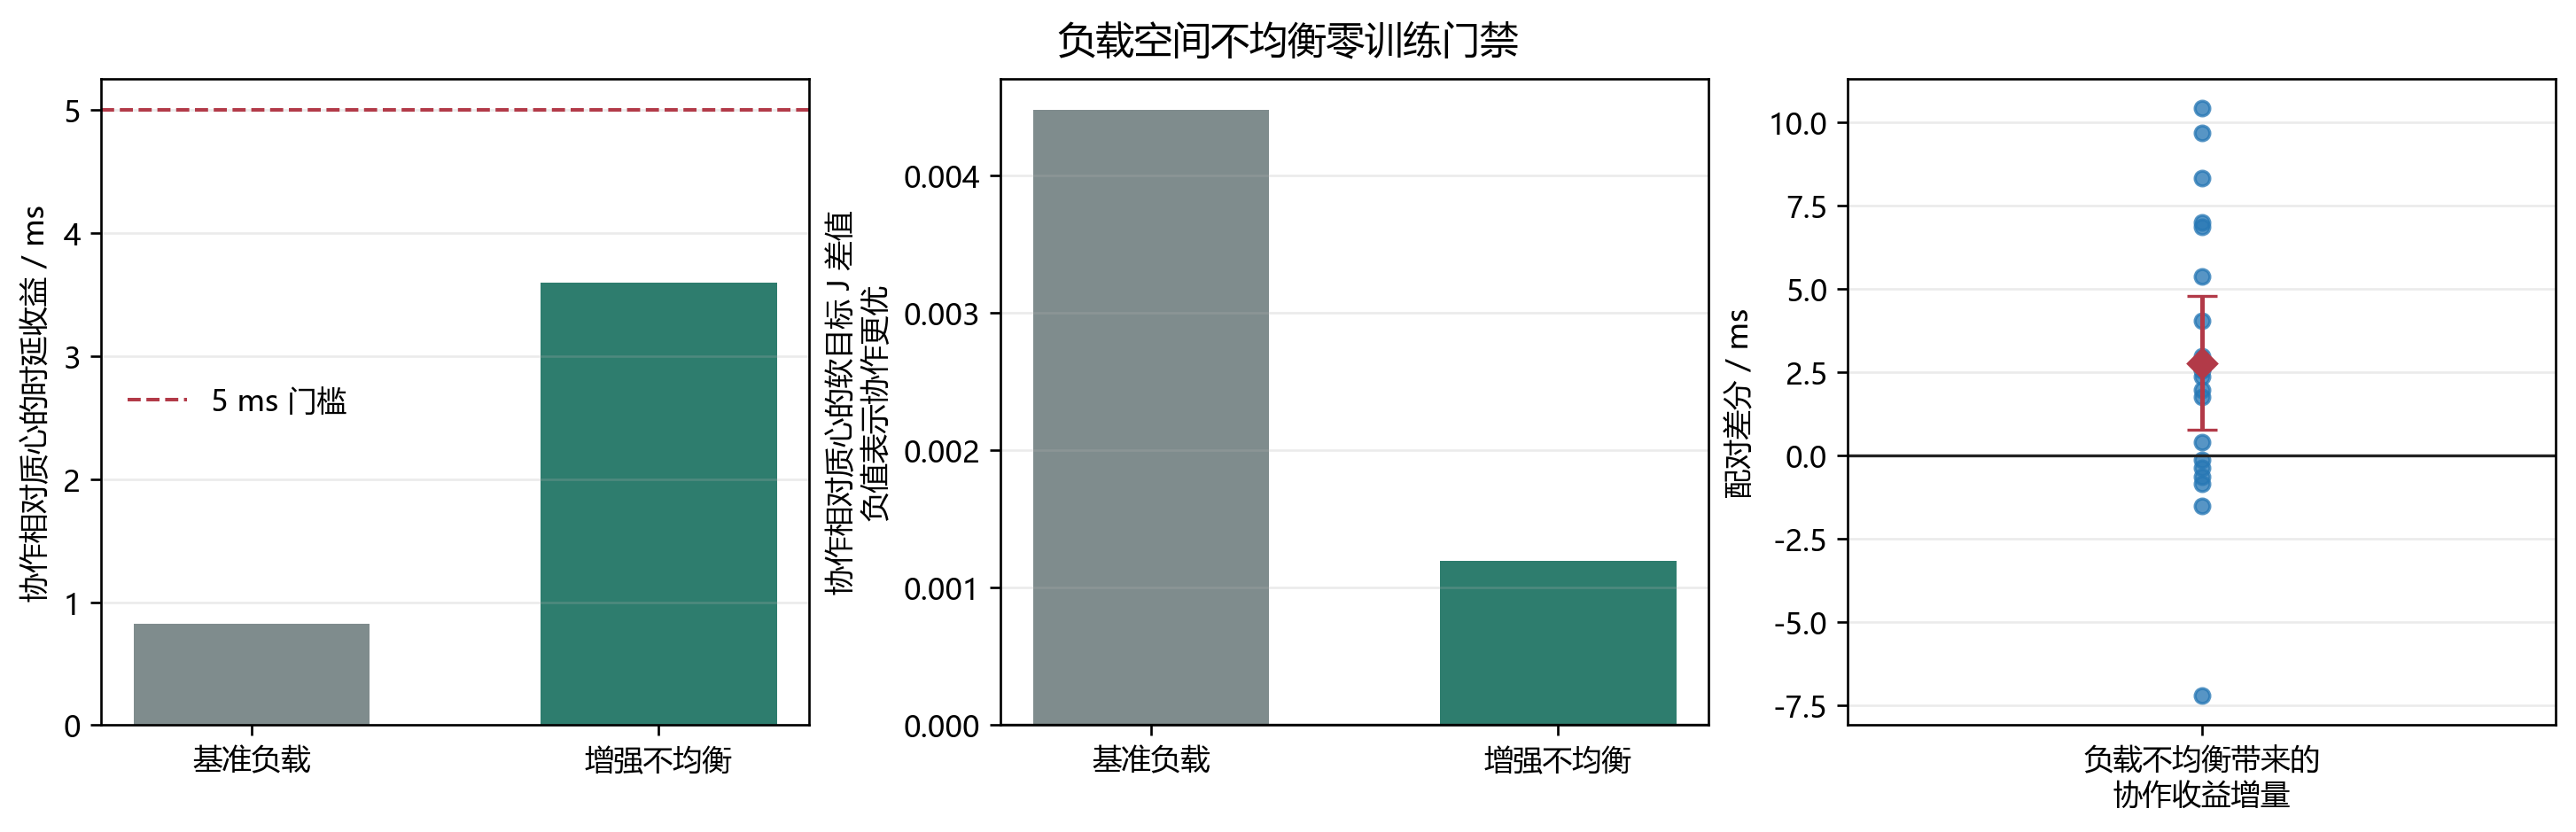 负载空间不均衡零训练门禁
协作相对质心的时延收益 / ms
5
4
3
2
1
0
5 ms 门槛
基准负载
增强不均衡
协作相对质心的软目标 J 差值
负值表示协作更优
0.004
0.003
0.002
0.001
0.000
基准负载
增强不均衡
配对差分 / ms
10.0
7.5
5.0
2.5
0.0
-2.5
-5.0
-7.5
负载不均衡带来的
协作收益增量